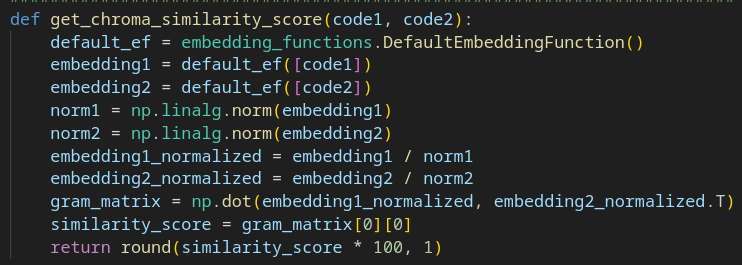 def get_chroma_similarity_score(code1, code2):
    default_ef = embedding_functions.DefaultEmbeddingFunction()
    embedding1 = default_ef([code1])
    embedding2 = default_ef([code2])
    norm1 = np.linalg.norm(embedding1)
    norm2 = np.linalg.norm(embedding2)
    embedding1_normalized = embedding1 / norm1
    embedding2_normalized = embedding2 / norm2
    gram_matrix = np.dot(embedding1_normalized, embedding2_normalized.T)
    similarity_score = gram_matrix[0][0]
    return round(similarity_score * 100, 1)